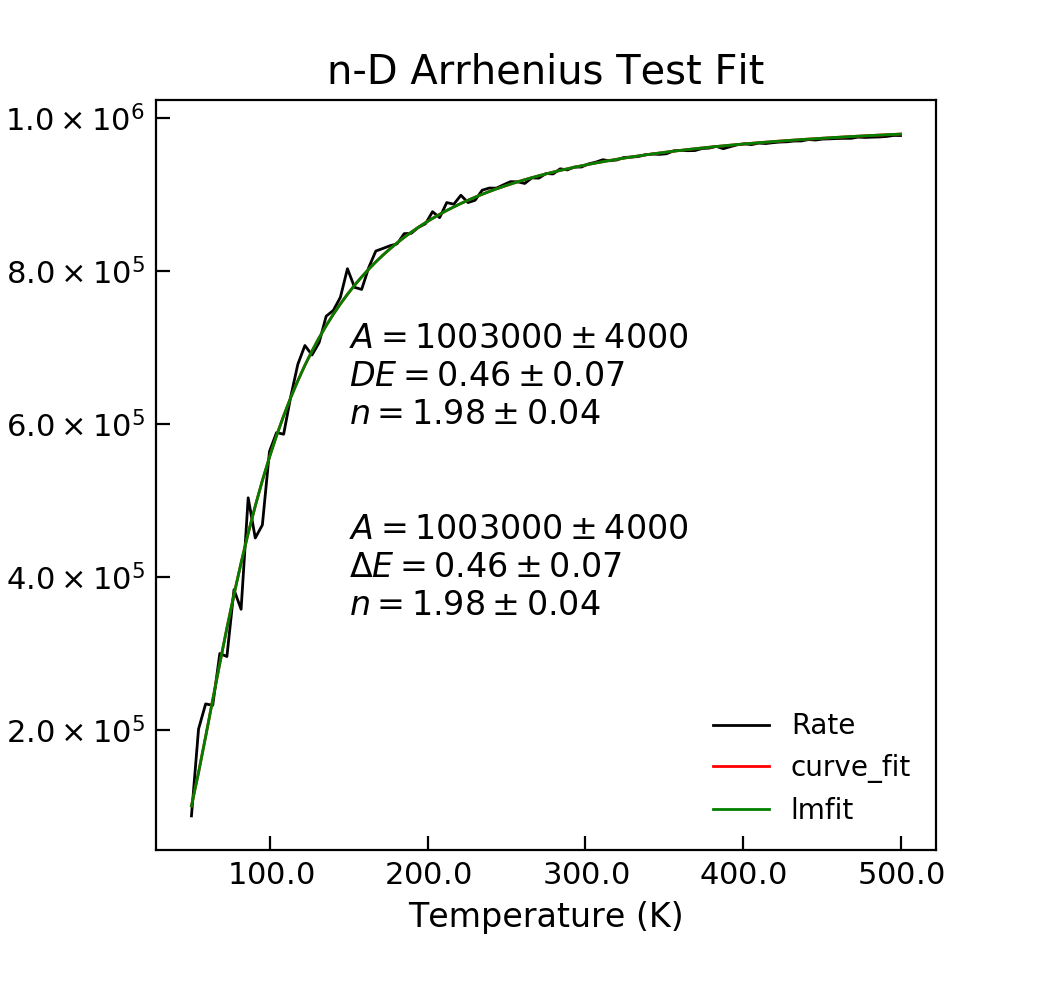 n-D Arrhenius Test Fit
1.0 × 10⁶
8.0 × 10⁵
6.0 × 10⁵
4.0 × 10⁵
2.0 × 10⁵
A = 1003000 ± 4000
DE = 0.46 ± 0.07
n = 1.98 ± 0.04
A = 1003000 ± 4000
ΔE = 0.46 ± 0.07
n = 1.98 ± 0.04
Rate
curve_fit
lmfit
100.0 200.0 300.0 400.0 500.0
Temperature (K)